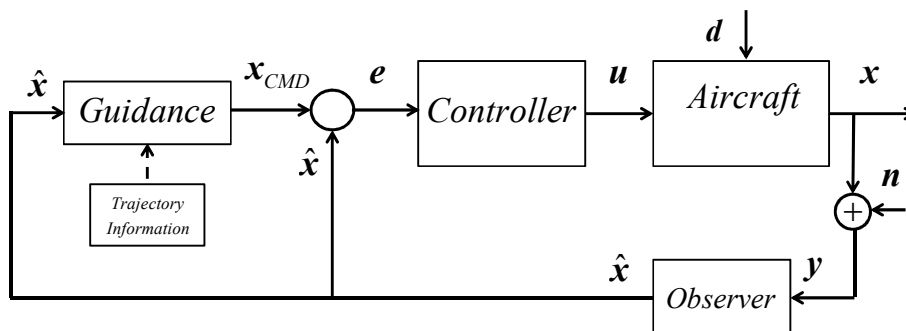 d
x̂
x_CMD
e
u
x
Guidance
Controller
Aircraft
x̂
Trajectory
Information
n
+
x̂
y
Observer